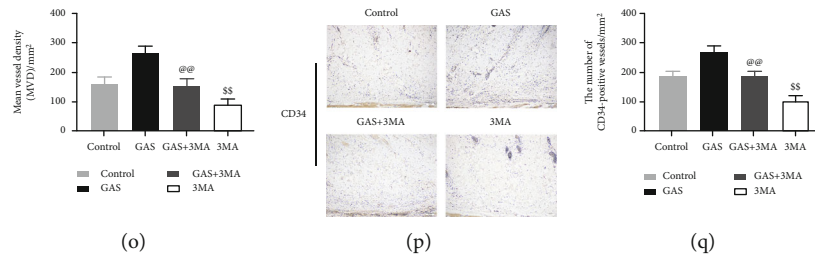 Mean vessel density
(MVD)/mm2
400
300
200
100
0
@@
$$
Control GAS GAS+3MA 3MA
Control
GAS
GAS+3MA
3MA
(o)
Control GAS
CD34
GAS+3MA 3MA
(p)
The number of
CD34-positive vessels/mm2
400
300
200
100
0
@@
$$
Control GAS GAS+3MA 3MA
Control
GAS
GAS+3MA
3MA
(q)